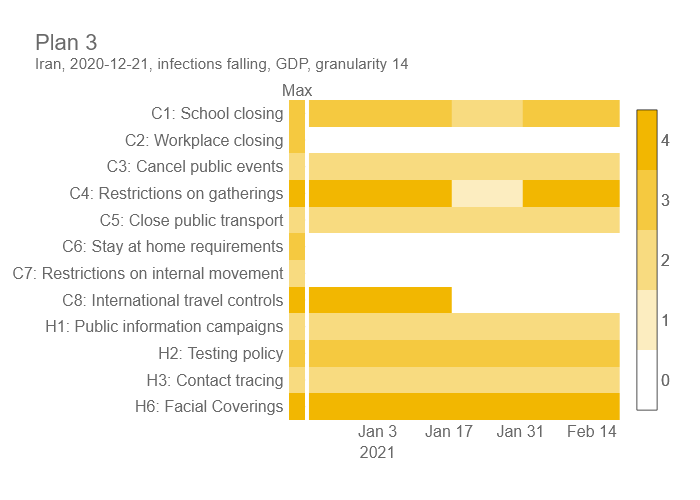 Plan 3
Iran, 2020-12-21, infections falling, GDP, granularity 14
Max
C1: School closing
C2: Workplace closing
C3: Cancel public events
C4: Restrictions on gatherings
C5: Close public transport
C6: Stay at home requirements
C7: Restrictions on internal movement
C8: International travel controls
H1: Public information campaigns
H2: Testing policy
H3: Contact tracing
H6: Facial Coverings
Jan 3 Jan 17 Jan 31 Feb 14
2021
4
3
2
1
0